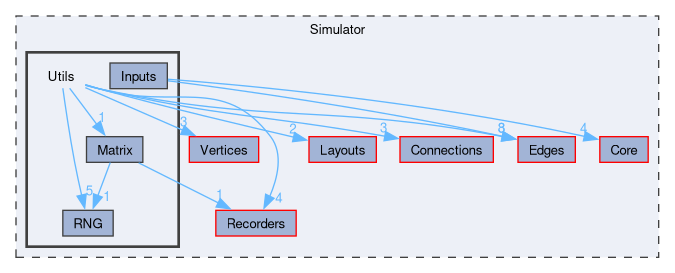 Simulator
Utils
Inputs
1
3
2
3
8
4
Matrix
Vertices
Layouts
Connections
Edges
Core
5
1
1
4
RNG
Recorders